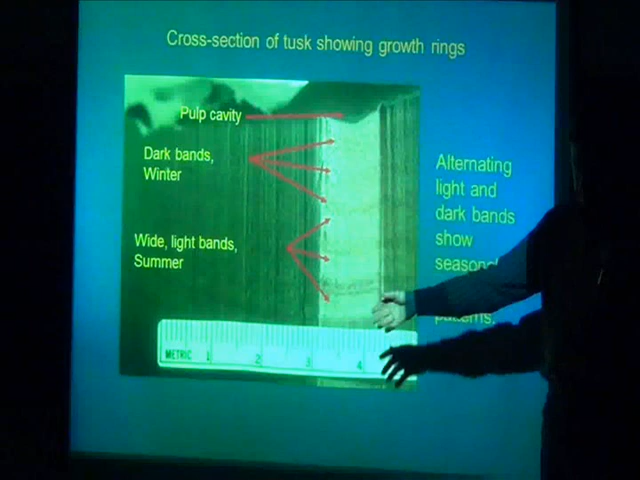 Cross-section of tusk showing growth rings
Pulp cavity
Dark bands,
Winter
Wide, light bands,
Summer
Alternating
light and
dark bands
show
METRIC 1 2 3 4